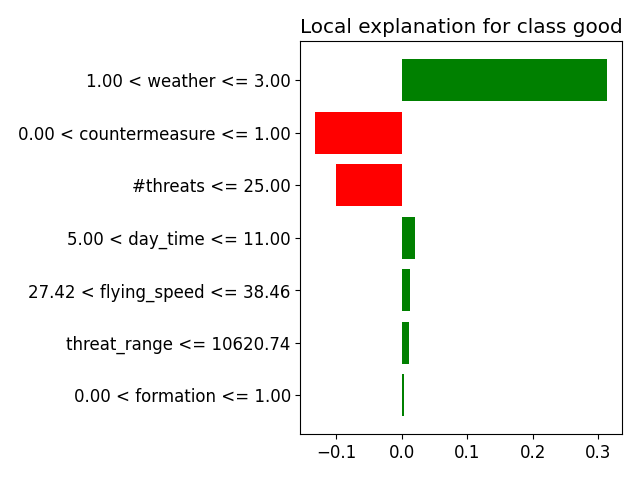 Local explanation for class good
1.00 < weather <= 3.00
0.00 < countermeasure <= 1.00
#threats <= 25.00
5.00 < day_time <= 11.00
27.42 < flying_speed <= 38.46
threat_range <= 10620.74
0.00 < formation <= 1.00
−0.1 0.0 0.1 0.2 0.3